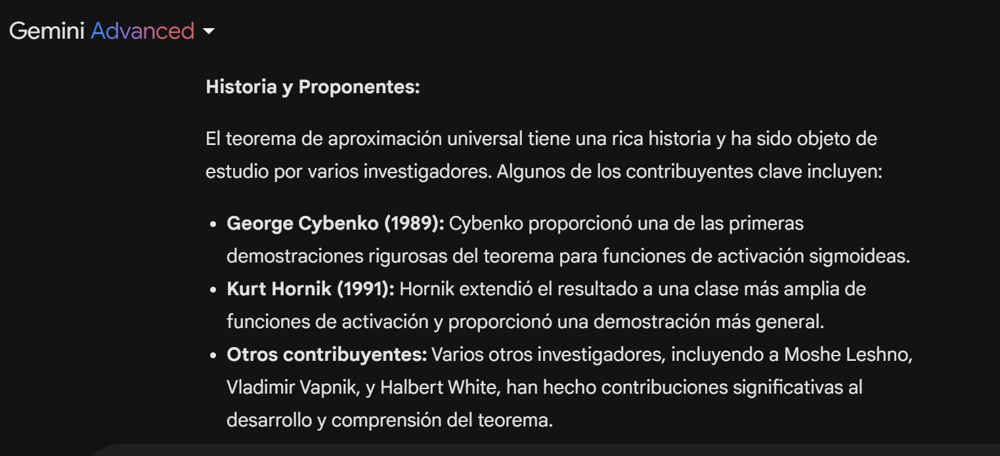 Gemini Advanced
Historia y Proponentes:
El teorema de aproximación universal tiene una rica historia y ha sido objeto de
estudio por varios investigadores. Algunos de los contribuyentes clave incluyen:
• George Cybenko (1989): Cybenko proporcionó una de las primeras
demostraciones rigurosas del teorema para funciones de activación sigmoideas.
• Kurt Hornik (1991): Hornik extendió el resultado a una clase más amplia de
funciones de activación y proporcionó una demostración más general.
• Otros contribuyentes: Varios otros investigadores, incluyendo a Moshe Leshno,
Vladimir Vapnik, y Halbert White, han hecho contribuciones significativas al
desarrollo y comprensión del teorema.